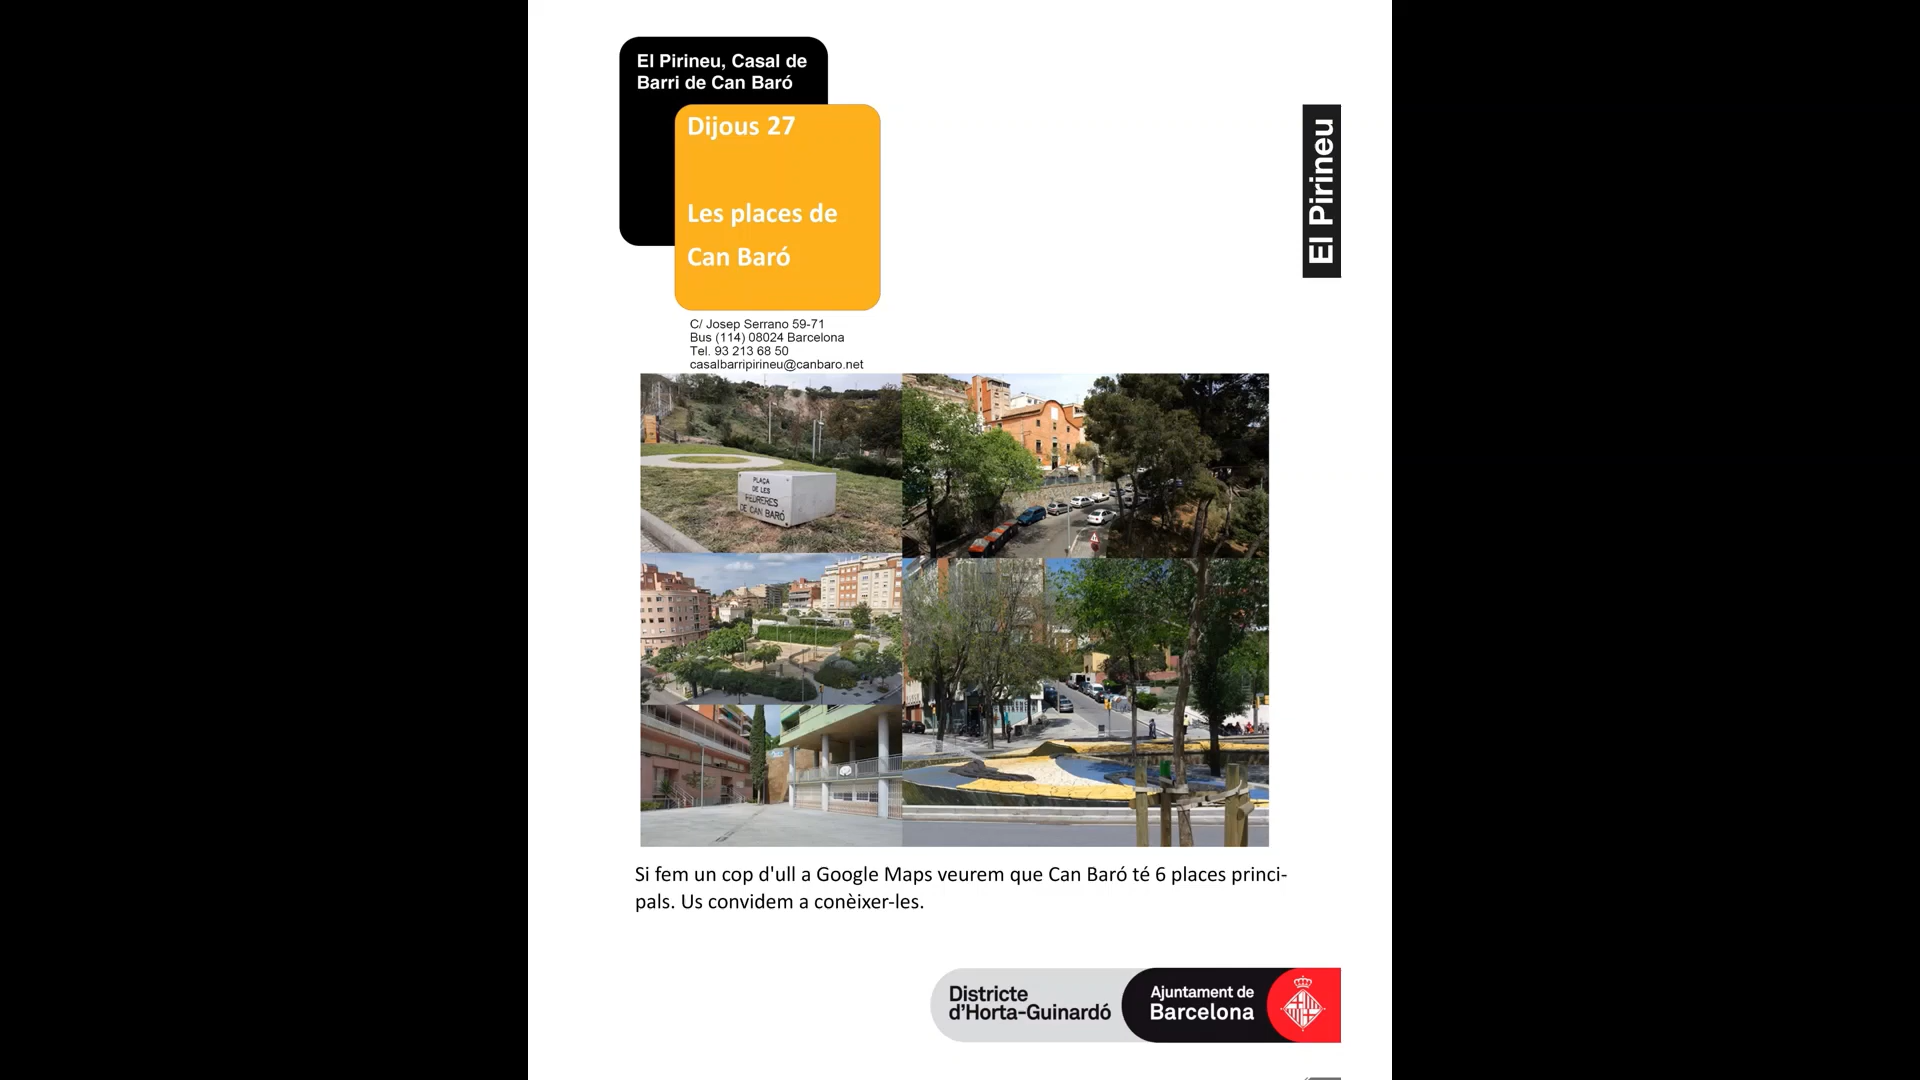 El Pirineu, Casal de
Barri de Can Baró
Dijous 27
Les places de
Can Baró
El Pirineu
C/ Josep Serrano 59-71
Bus (114) 08024 Barcelona
Tel. 93 213 68 50
casalbarripirineu@canbaro.net
PLAÇA
DE LES
PEDRERES
DE CAN BARÓ
Si fem un cop d'ull a Google Maps veurem que Can Baró té 6 places princi-
pals. Us convidem a conèixer-les.
Districte
d'Horta-Guinardó
Ajuntament de
Barcelona